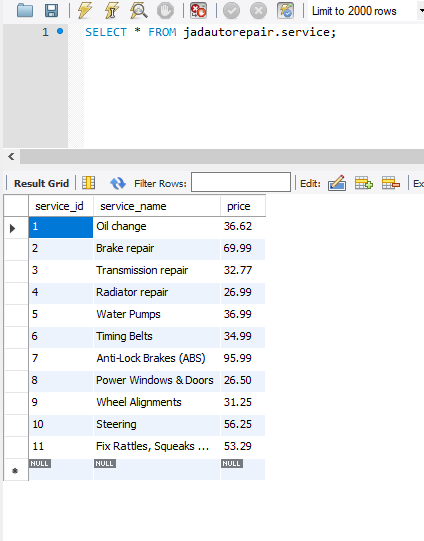 Limit to 2000 rows
1 SELECT * FROM jadautorepair.service;
Result Grid Filter Rows: Edit: Ex
service_id service_name price
1 Oil change 36.62
2 Brake repair 69.99
3 Transmission repair 32.77
4 Radiator repair 26.99
5 Water Pumps 36.99
6 Timing Belts 34.99
7 Anti-Lock Brakes (ABS) 95.99
8 Power Windows & Doors 26.50
9 Wheel Alignments 31.25
10 Steering 56.25
11 Fix Rattles, Squeaks ... 53.29
NULL NULL NULL